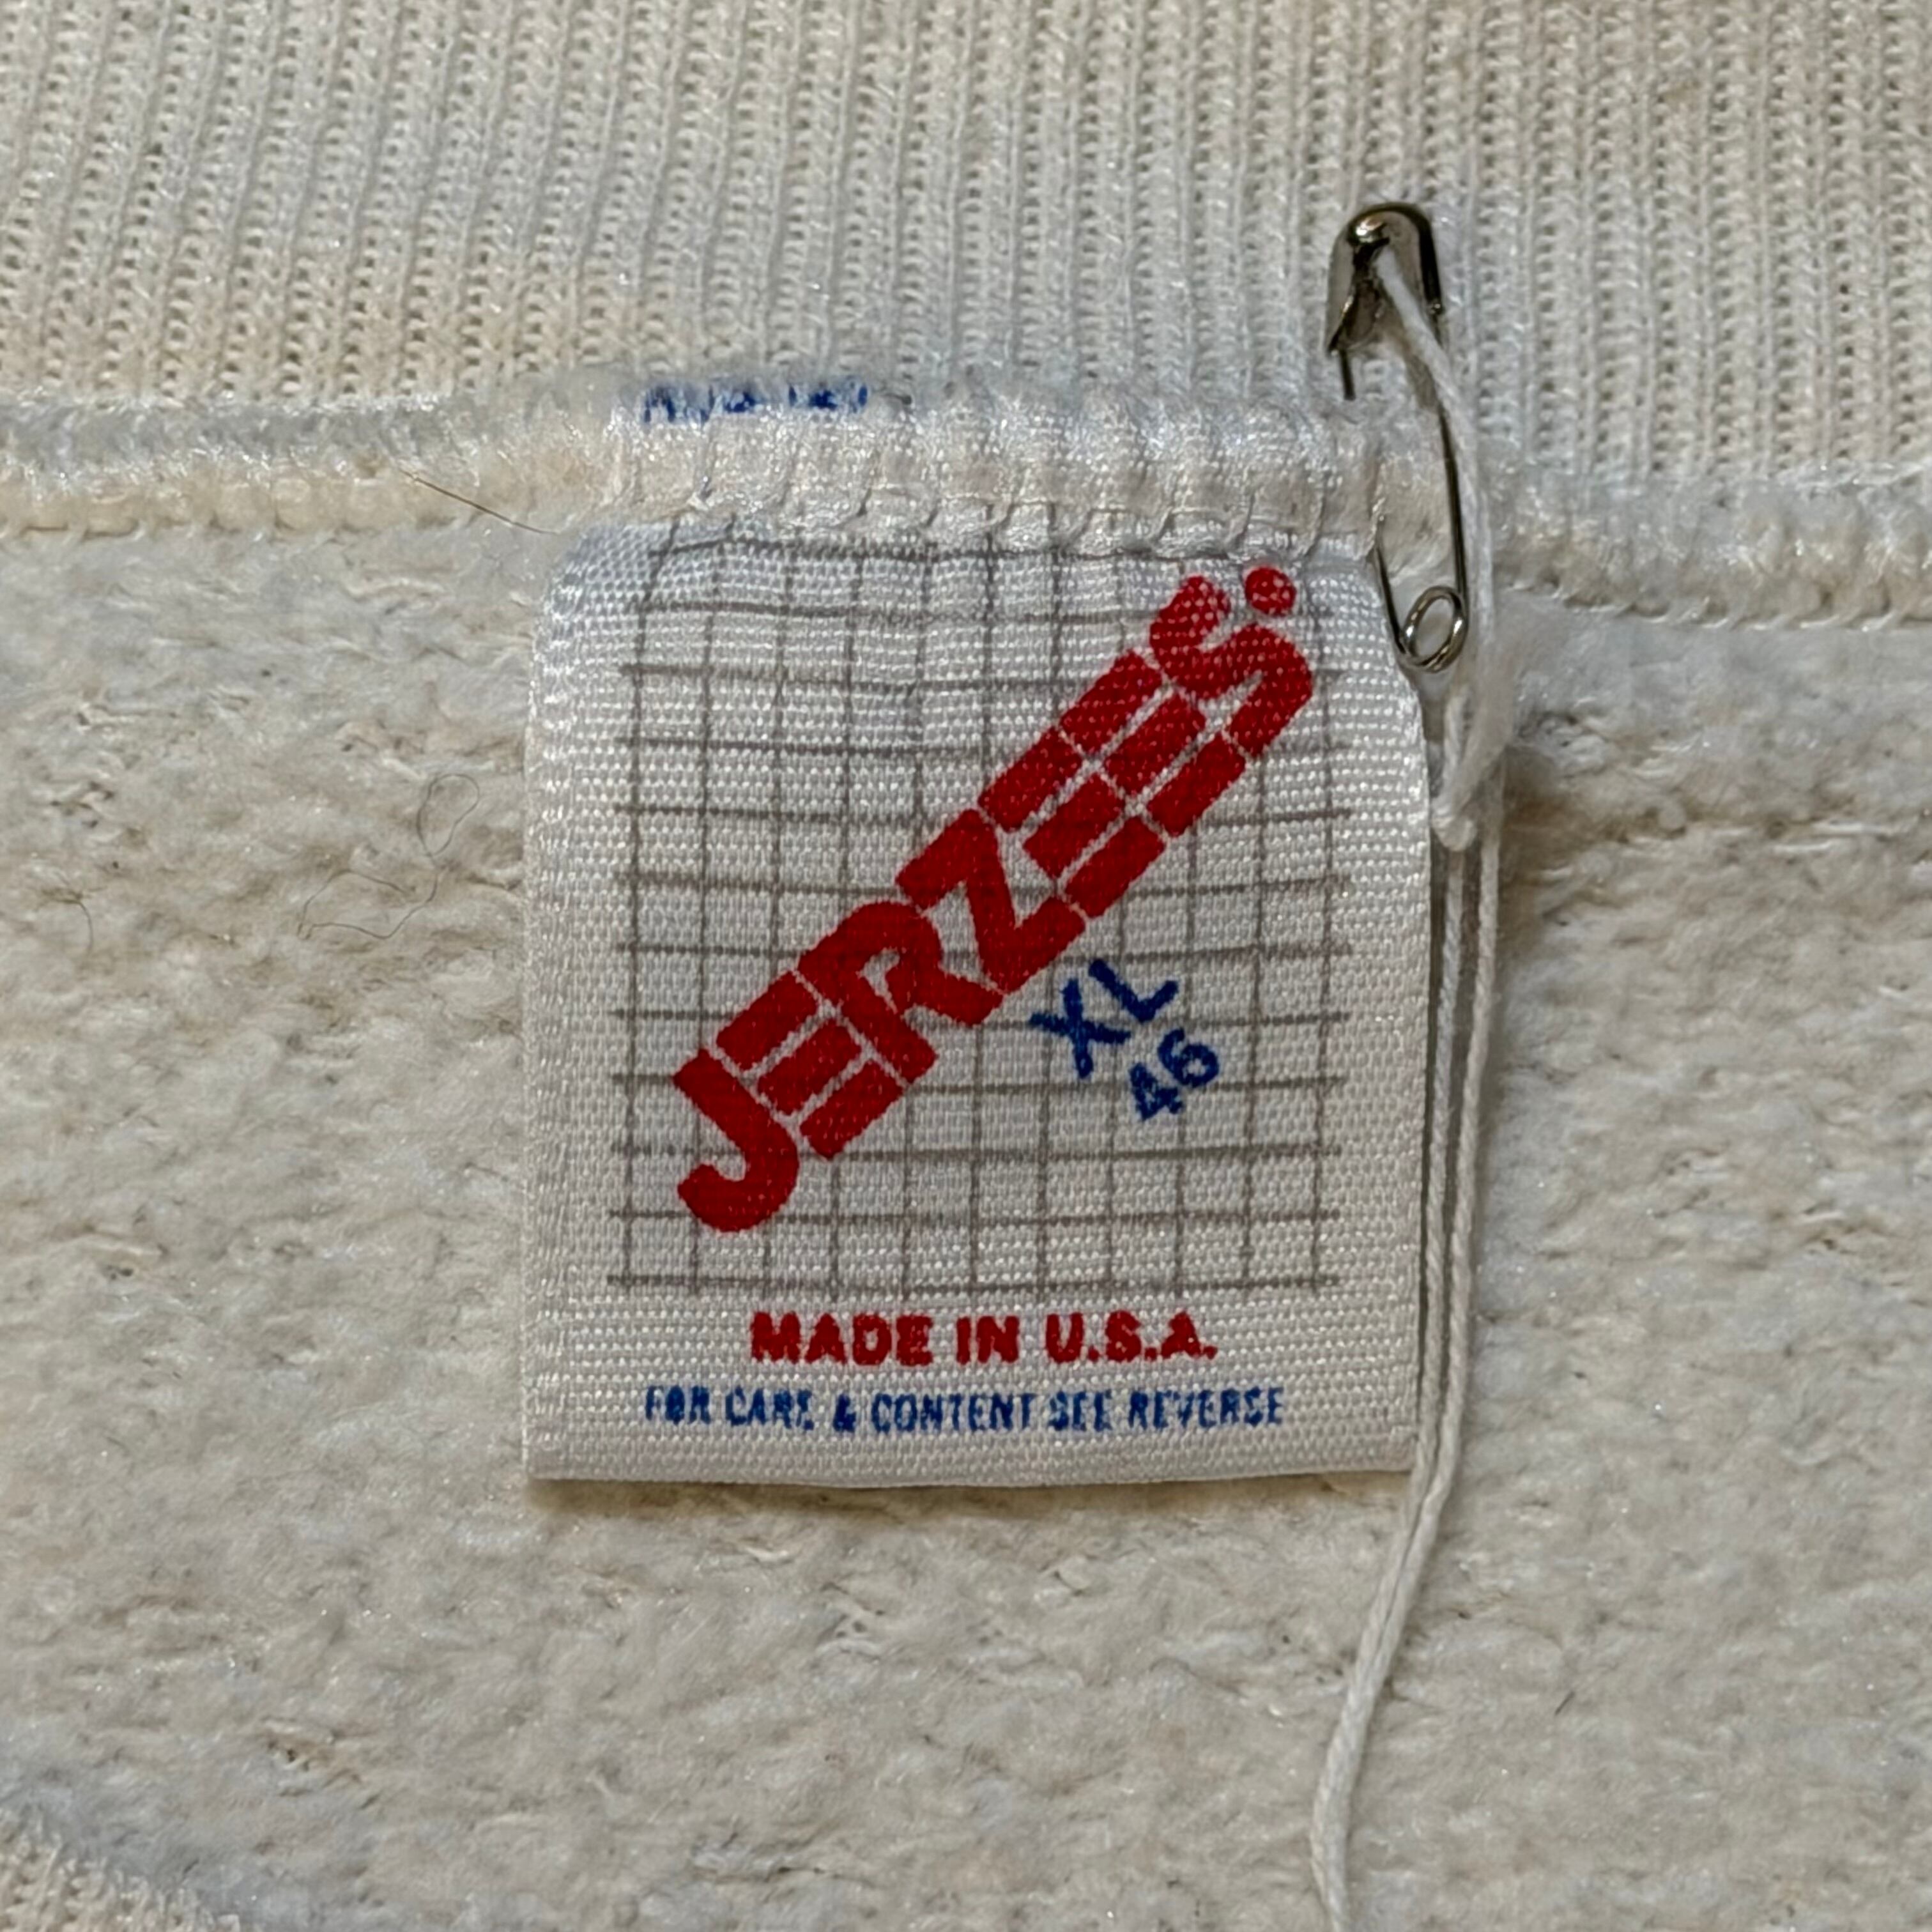 JERZEES.
XL
46
MADE IN U.S.A.
FOR CARE & CONTENT SEE REVERSE